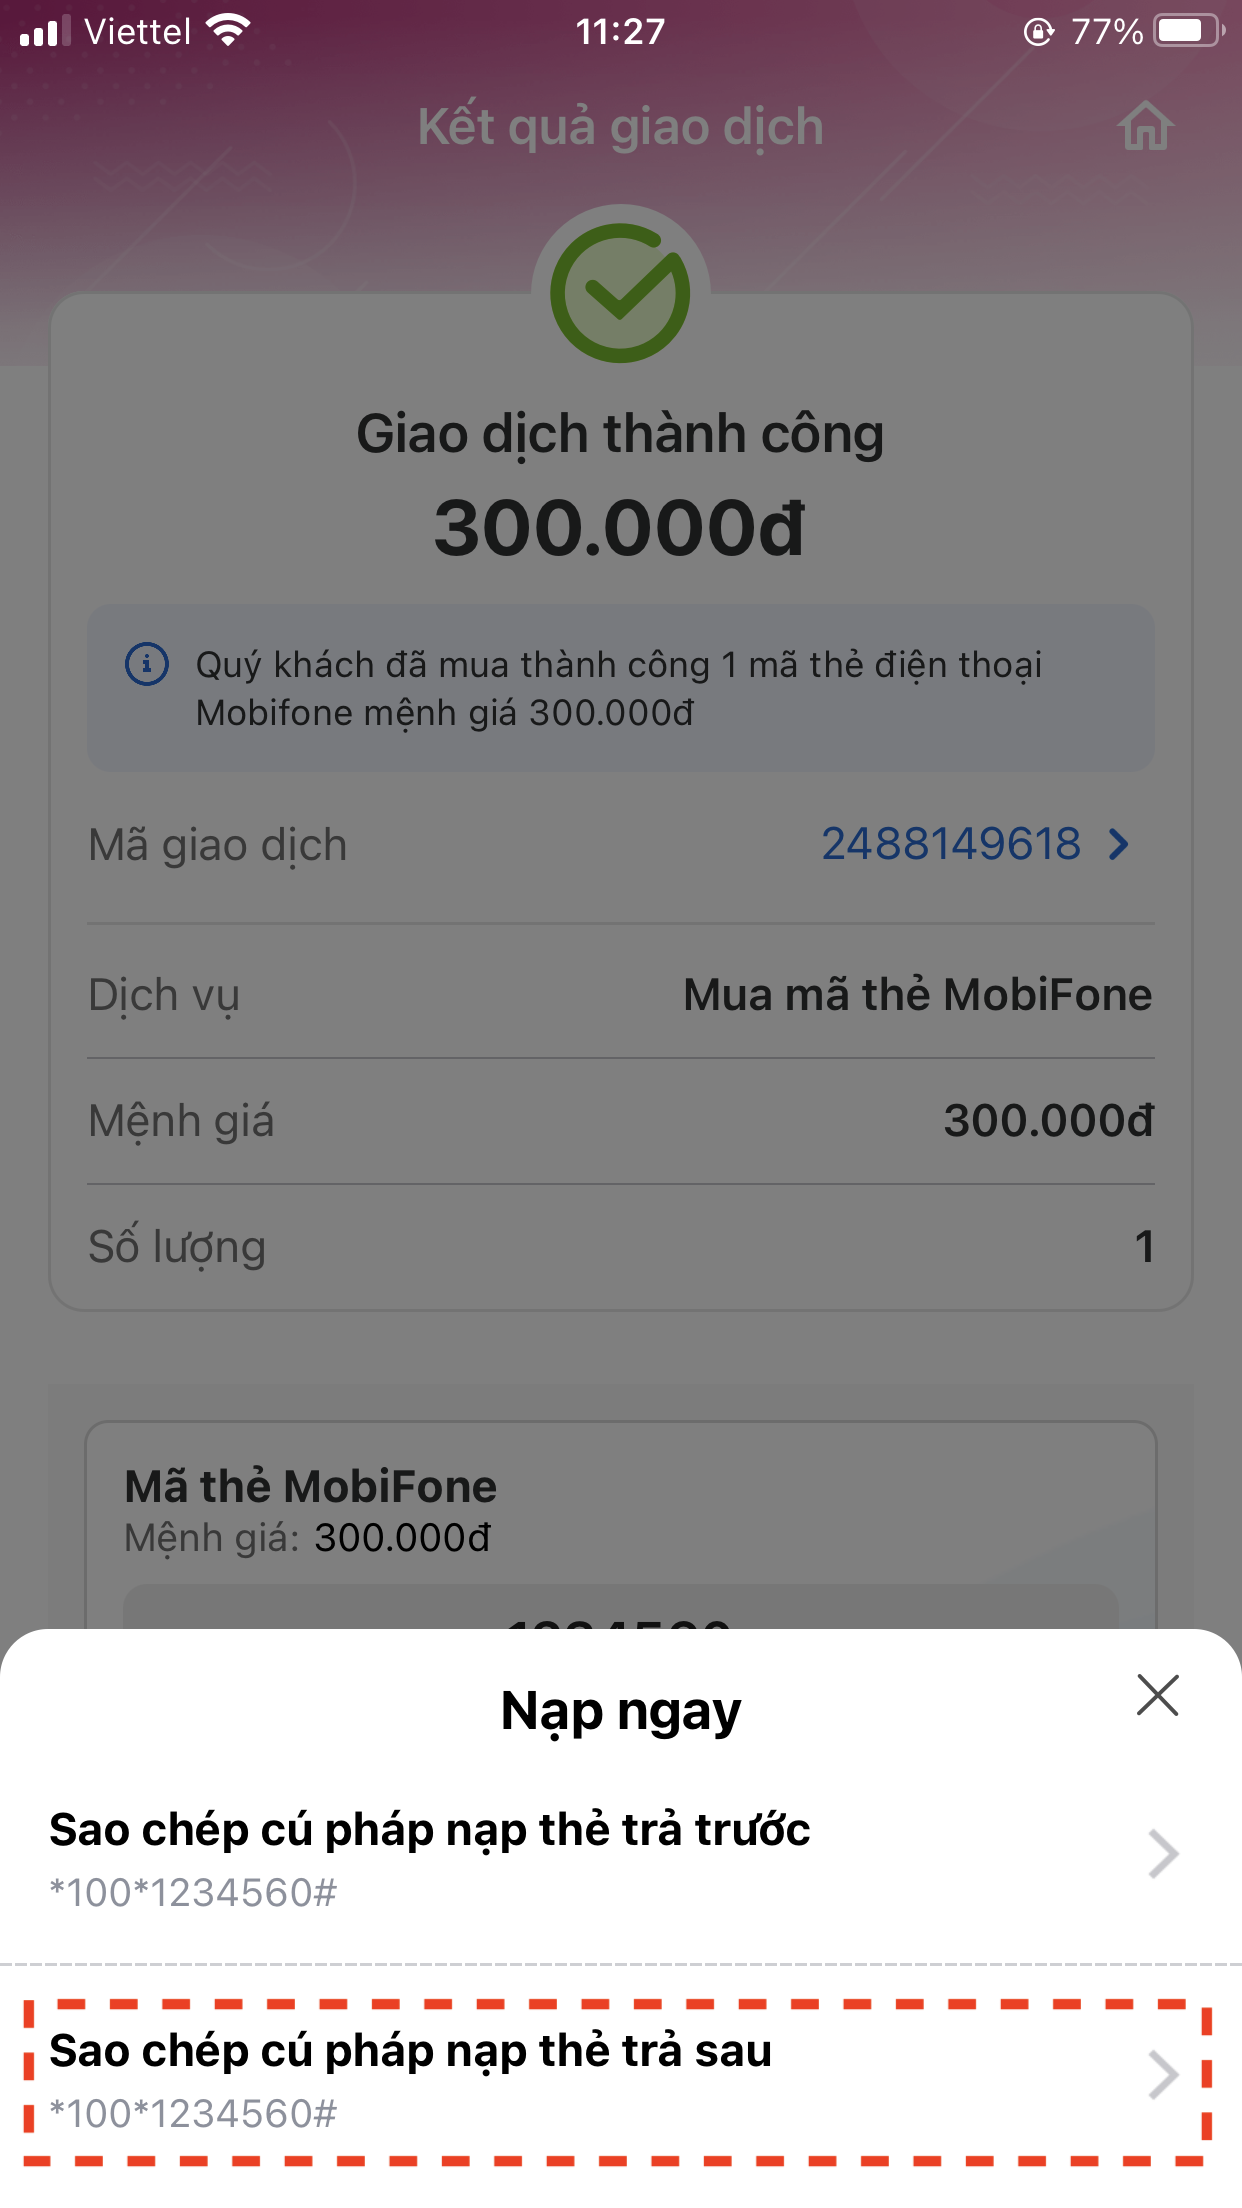 Viettel 11:27 77%
Kết quả giao dịch
Giao dịch thành công
300.000đ
Quý khách đã mua thành công 1 mã thẻ điện thoại
Mobifone mệnh giá 300.000đ
Mã giao dịch 2488149618
Dịch vụ Mua mã thẻ MobiFone
Mệnh giá 300.000đ
Số lượng 1
Mã thẻ MobiFone
Mệnh giá: 300.000đ
1234560
Nạp ngay
Sao chép cú pháp nạp thẻ trả trước
*100*1234560#
Sao chép cú pháp nạp thẻ trả sau
*100*1234560#